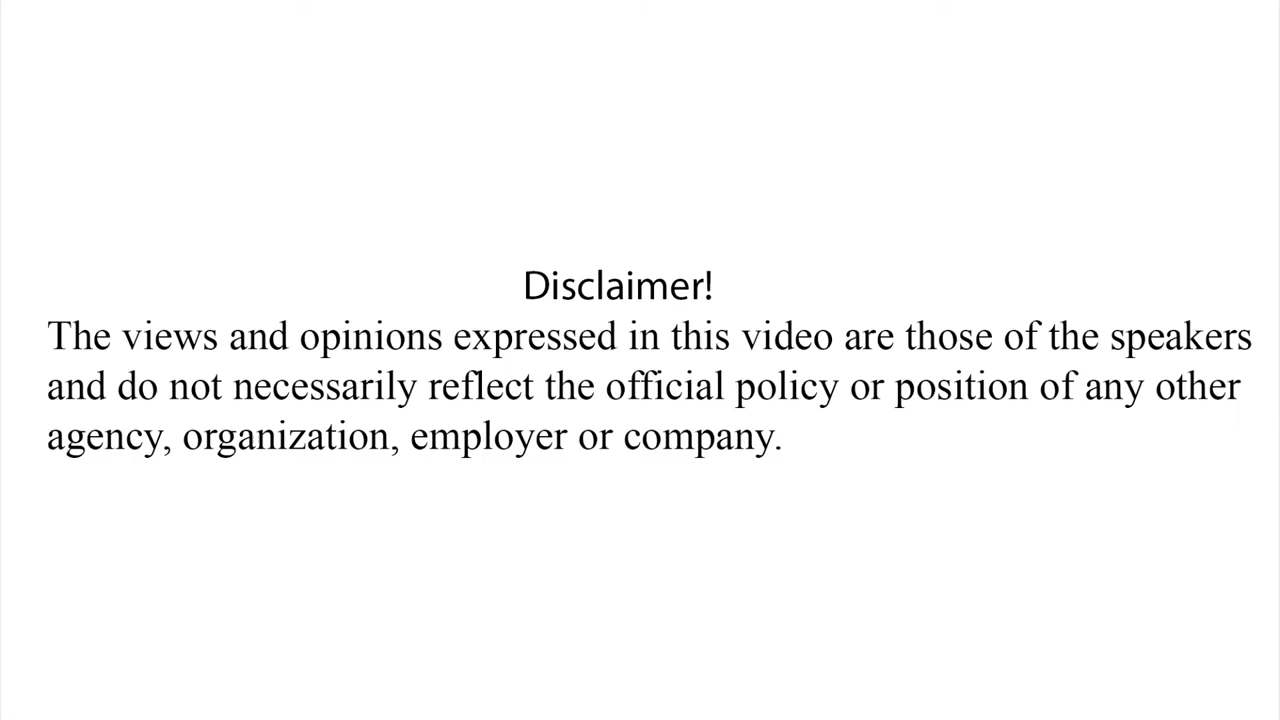 Disclaimer!
The views and opinions expressed in this video are those of the speakers
and do not necessarily reflect the official policy or position of any other
agency, organization, employer or company.